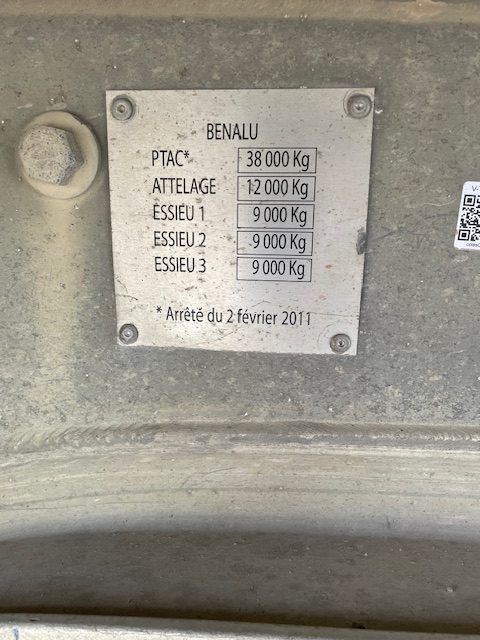 BENALU
PTAC* 38 000 Kg
ATTELAGE 12 000 Kg
ESSIEU 1 9 000 Kg
ESSIEU 2 9 000 Kg
ESSIEU 3 9 000 Kg
* Arrêté du 2 février 2011